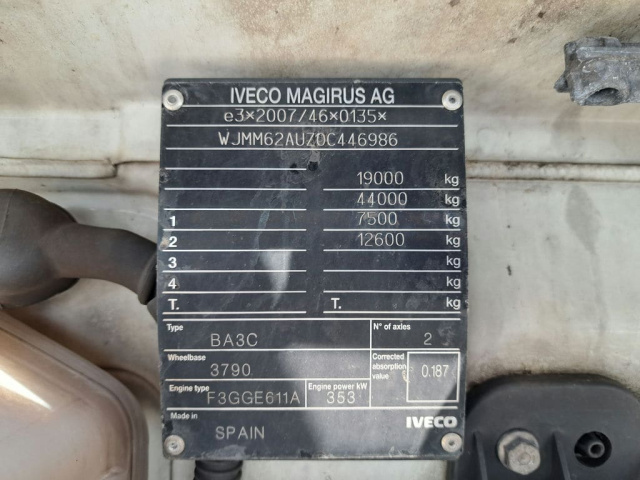 IVECO MAGIRUS AG
e3*2007/46*0135*
WJMM62AUZ0C446986
19000 kg
44000 kg
1 7500 kg
2 12600 kg
3 kg
4 kg
T. T. kg
Type BA3C N° of axles 2
Wheelbase 3790 Corrected absorption value 0.187
Engine type F3GGE611A Engine power kW 353
Made in SPAIN IVECO